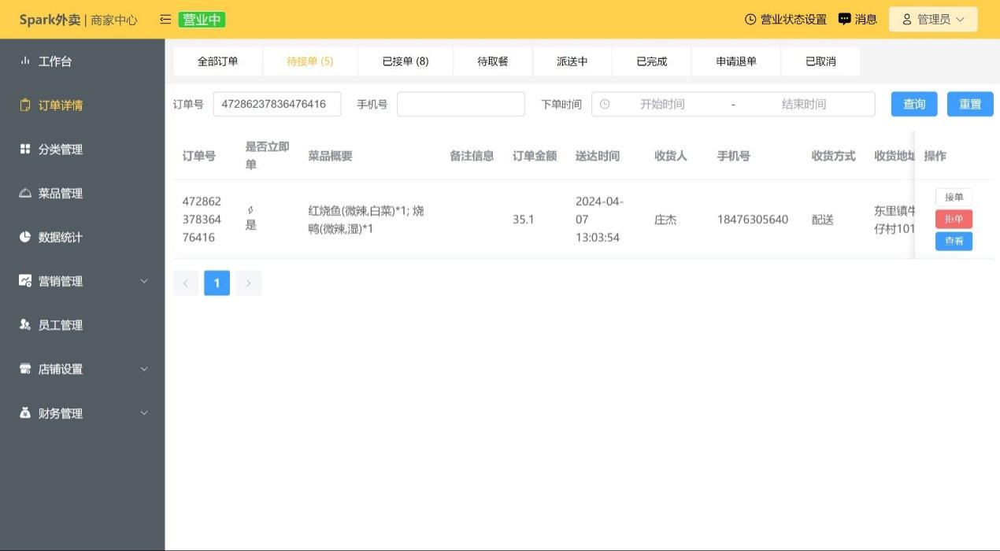 Spark外卖 | 商家中心 营业中 营业状态设置 消息 管理员
工作台
订单详情
分类管理
菜品管理
数据统计
营销管理
员工管理
店铺设置
财务管理
全部订单 待接单 (5) 已接单 (8) 待取餐 派送中 已完成 申请退单 已取消
订单号 47286237836476416 手机号 下单时间 开始时间 - 结束时间 查询 重置
订单号 是否立即 菜品概要 备注信息 订单金额 送达时间 收货人 手机号 收货方式 收货地址 操作
单
472862 2024-04- 接单
红烧鱼(微辣,白菜)*1; 烧 东里镇牛
378364 是 35.1 07 庄杰 18476305640 配送 拒单
鸭(微辣,湿)*1 仔村101
76416 13:03:54 查看
1